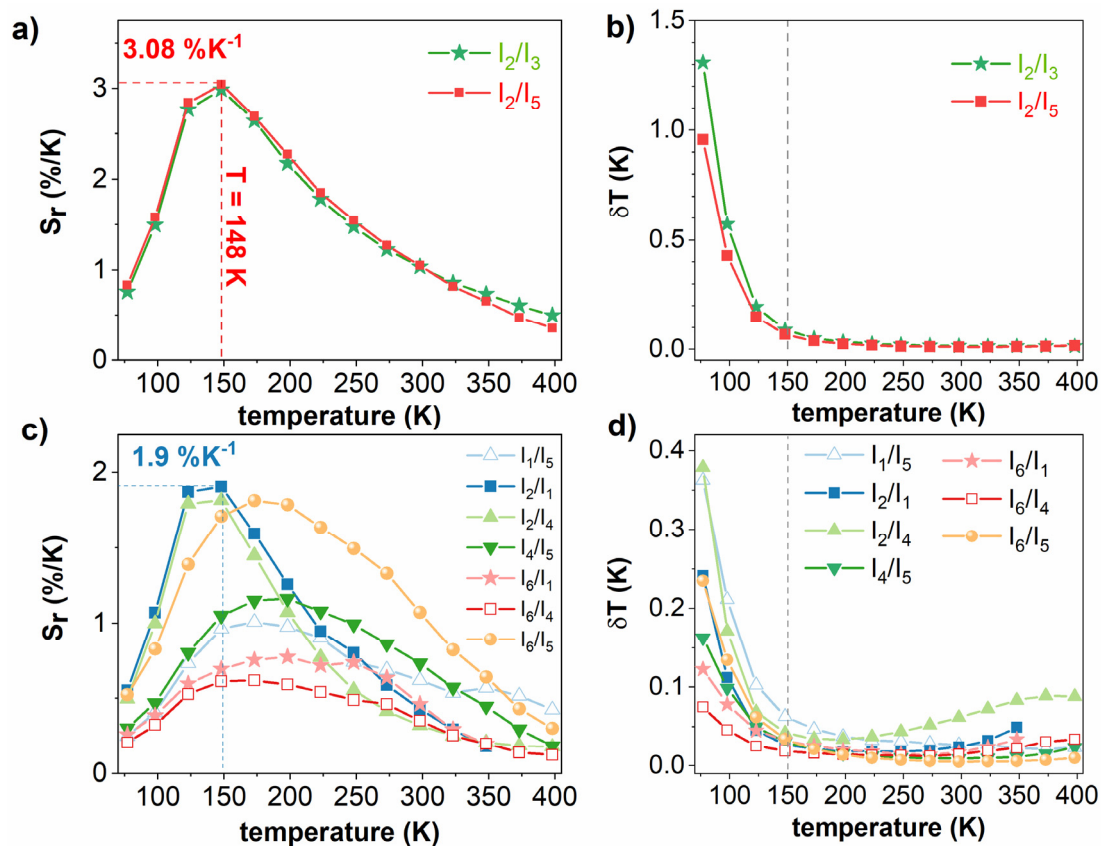 a)
3.08 %K⁻¹
I₂/I₃
I₂/I₅
T = 148 K
Sᵣ (%/K)
3
2
1
0
100 150 200 250 300 350 400
temperature (K)
b)
I₂/I₃
I₂/I₅
δT (K)
1.5
1.0
0.5
0.0
100 150 200 250 300 350 400
temperature (K)
c)
1.9 %K⁻¹
I₁/I₅
I₂/I₁
I₂/I₄
I₄/I₅
I₆/I₁
I₆/I₄
I₆/I₅
Sᵣ (%/K)
2
1
0
100 150 200 250 300 350 400
temperature (K)
d)
I₁/I₅
I₂/I₁
I₂/I₄
I₄/I₅
I₆/I₁
I₆/I₄
I₆/I₅
δT (K)
0.4
0.3
0.2
0.1
0.0
100 150 200 250 300 350 400
temperature (K)